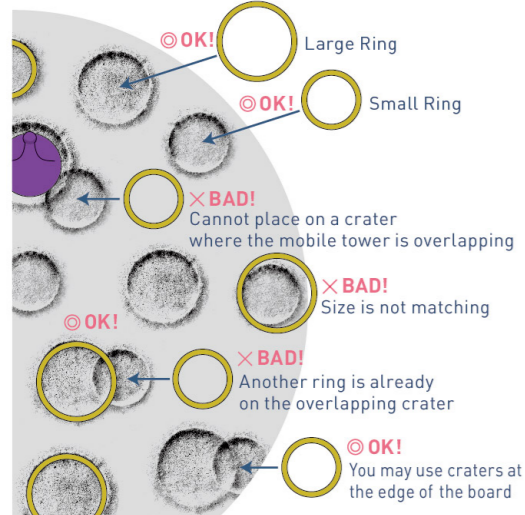 ◎OK!
Large Ring
◎OK!
Small Ring
×BAD!
Cannot place on a crater
where the mobile tower is overlapping
×BAD!
Size is not matching
◎OK!
×BAD!
Another ring is already
on the overlapping crater
◎OK!
You may use craters at
the edge of the board